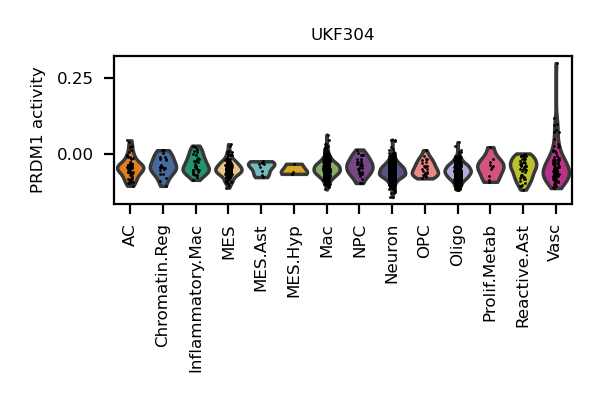 UKF304
PRDM1 activity
0.25
0.00
AC
Chromatin.Reg
Inflammatory.Mac
MES
MES.Ast
MES.Hyp
Mac
NPC
Neuron
OPC
Oligo
Prolif.Metab
Reactive.Ast
Vasc